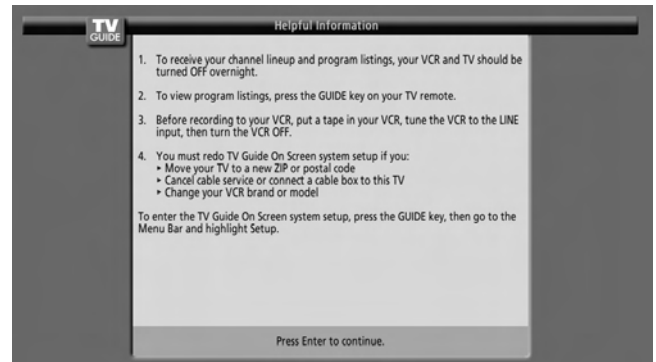 TV
GUIDE
Helpful Information
1. To receive your channel lineup and program listings, your VCR and TV should be
turned OFF overnight.
2. To view program listings, press the GUIDE key on your TV remote.
3. Before recording to your VCR, put a tape in your VCR, tune the VCR to the LINE
input, then turn the VCR OFF.
4. You must redo TV Guide On Screen system setup if you:
▸ Move your TV to a new ZIP or postal code
▸ Cancel cable service or connect a cable box to this TV
▸ Change your VCR brand or model
To enter the TV Guide On Screen system setup, press the GUIDE key, then go to the
Menu Bar and highlight Setup.
Press Enter to continue.